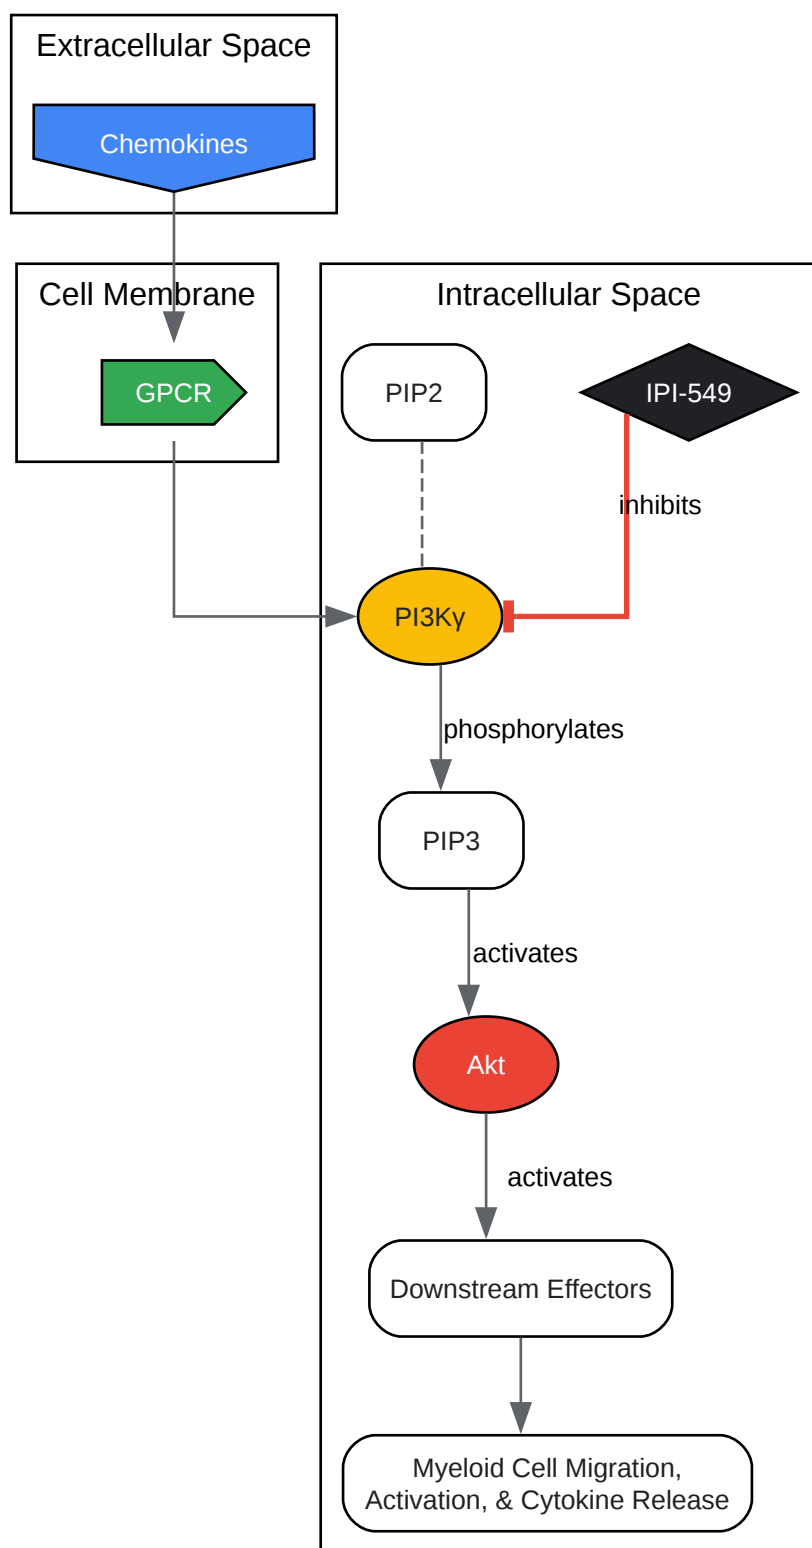 Extracellular Space
Chemokines
Cell Membrane
Intracellular Space
GPCR
PIP2
IPI-549
inhibits
PI3Kγ
phosphorylates
PIP3
activates
Akt
activates
Downstream Effectors
Myeloid Cell Migration,
Activation, & Cytokine Release